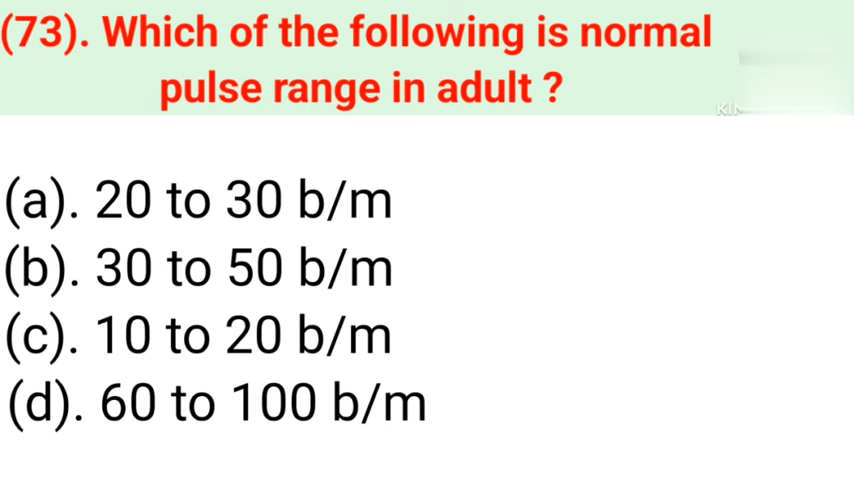 (73). Which of the following is normal
pulse range in adult ?
(a). 20 to 30 b/m
(b). 30 to 50 b/m
(c). 10 to 20 b/m
(d). 60 to 100 b/m